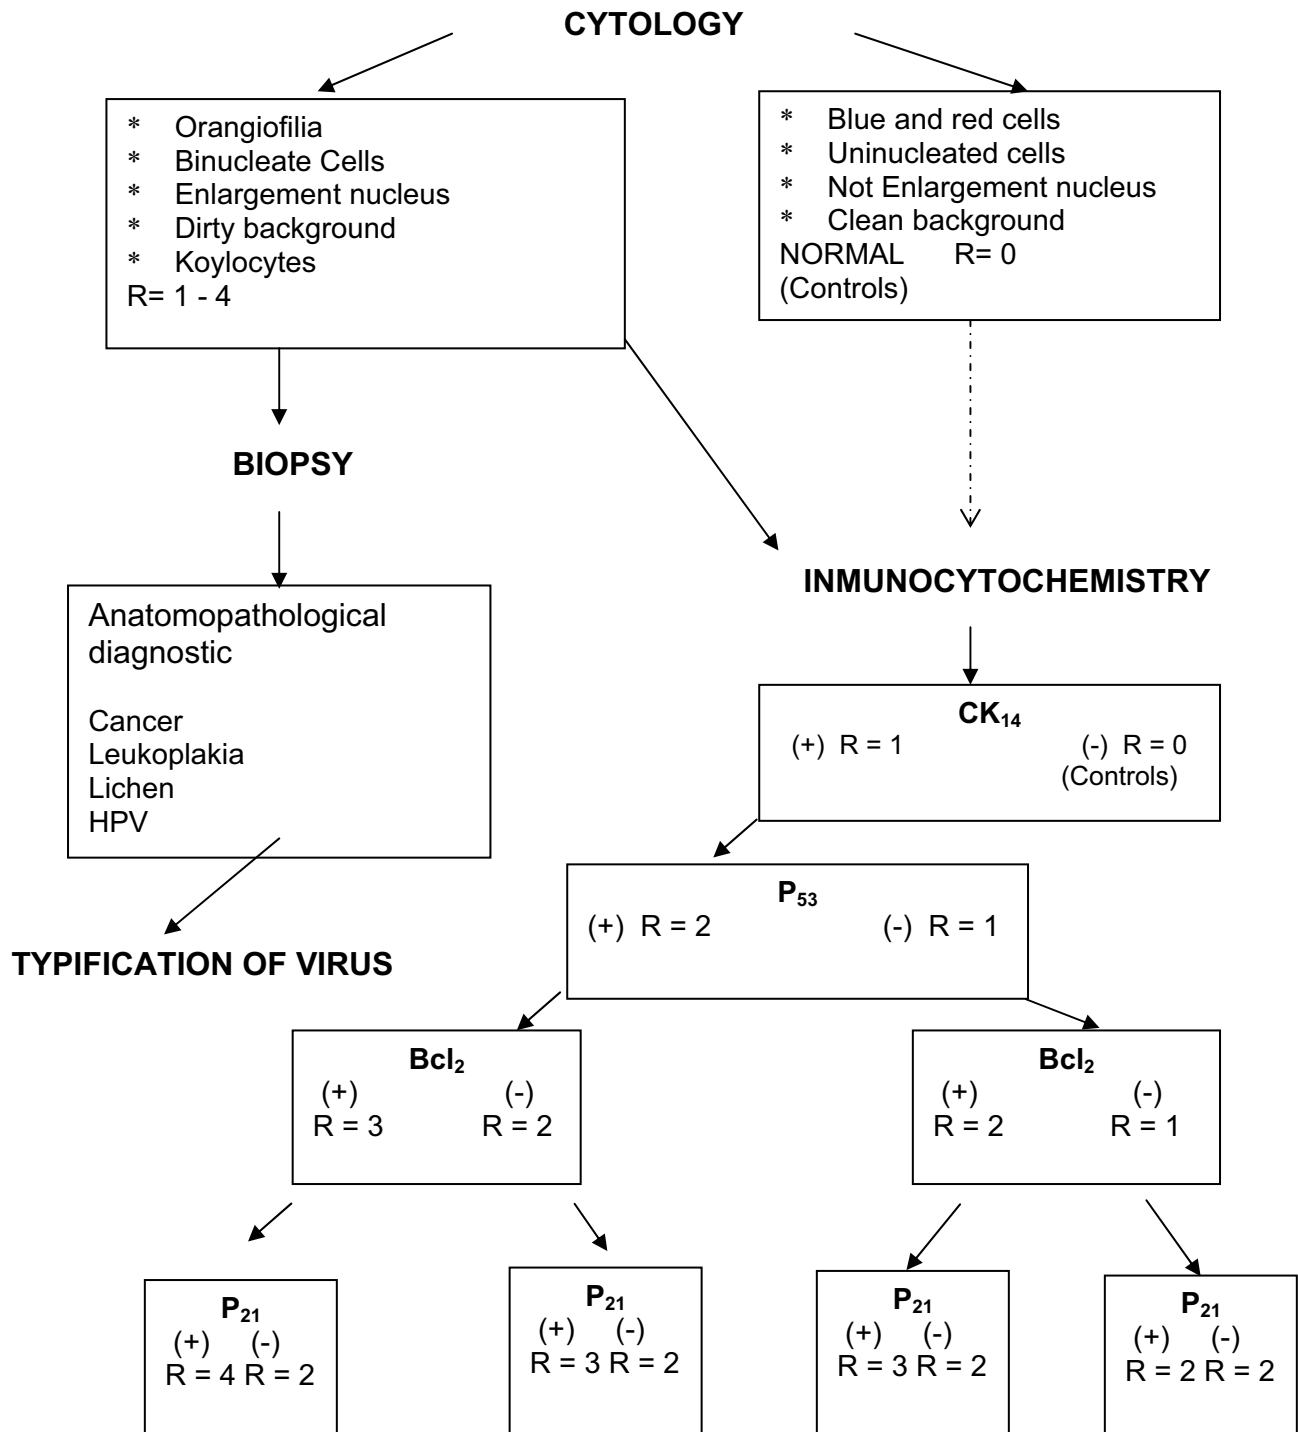 CYTOLOGY
* Orangiofilia
* Binucleate Cells
* Enlargement nucleus
* Dirty background
* Koylocytes
R= 1 - 4
* Blue and red cells
* Uninucleated cells
* Not Enlargement nucleus
* Clean background
NORMAL R= 0
(Controls)
BIOPSY
INMUNOCYTOCHEMISTRY
Anatomopathological
diagnostic
Cancer
Leukoplakia
Lichen
HPV
TYPIFICATION OF VIRUS
CK₁₄
(+) R = 1 (-) R = 0
(Controls)
P₅₃
(+) R = 2 (-) R = 1
Bcl₂
(+) (-)
R = 3 R = 2
Bcl₂
(+) (-)
R = 2 R = 1
P₂₁
(+) (-)
R = 4 R = 2
P₂₁
(+) (-)
R = 3 R = 2
P₂₁
(+) (-)
R = 3 R = 2
P₂₁
(+) (-)
R = 2 R = 2